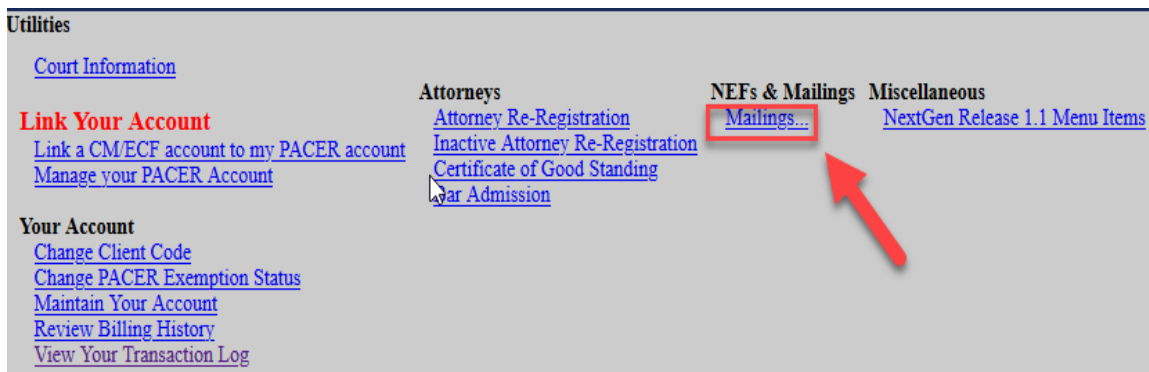 Utilities
Court Information
Link Your Account
Link a CM/ECF account to my PACER account
Manage your PACER Account
Your Account
Change Client Code
Change PACER Exemption Status
Maintain Your Account
Review Billing History
View Your Transaction Log
Attorneys
Attorney Re-Registration
Inactive Attorney Re-Registration
Certificate of Good Standing
Bar Admission
NEFs & Mailings
Mailings...
Miscellaneous
NextGen Release 1.1 Menu Items